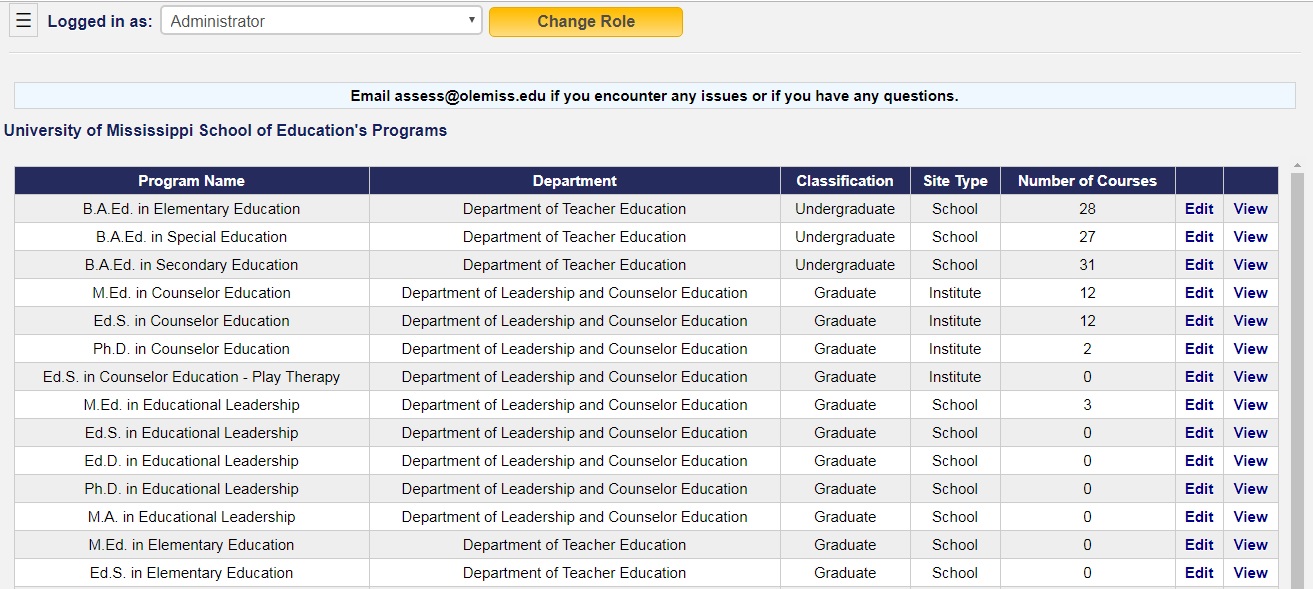 ☰ Logged in as: Administrator Change Role
Email assess@olemiss.edu if you encounter any issues or if you have any questions.
University of Mississippi School of Education's Programs
Program Name Department Classification Site Type Number of Courses
B.A.Ed. in Elementary Education Department of Teacher Education Undergraduate School 28 Edit View
B.A.Ed. in Special Education Department of Teacher Education Undergraduate School 27 Edit View
B.A.Ed. in Secondary Education Department of Teacher Education Undergraduate School 31 Edit View
M.Ed. in Counselor Education Department of Leadership and Counselor Education Graduate Institute 12 Edit View
Ed.S. in Counselor Education Department of Leadership and Counselor Education Graduate Institute 12 Edit View
Ph.D. in Counselor Education Department of Leadership and Counselor Education Graduate Institute 2 Edit View
Ed.S. in Counselor Education - Play Therapy Department of Leadership and Counselor Education Graduate Institute 0 Edit View
M.Ed. in Educational Leadership Department of Leadership and Counselor Education Graduate School 3 Edit View
Ed.S. in Educational Leadership Department of Leadership and Counselor Education Graduate School 0 Edit View
Ed.D. in Educational Leadership Department of Leadership and Counselor Education Graduate School 0 Edit View
Ph.D. in Educational Leadership Department of Leadership and Counselor Education Graduate School 0 Edit View
M.A. in Educational Leadership Department of Leadership and Counselor Education Graduate School 0 Edit View
M.Ed. in Elementary Education Department of Teacher Education Graduate School 0 Edit View
Ed.S. in Elementary Education Department of Teacher Education Graduate School 0 Edit View